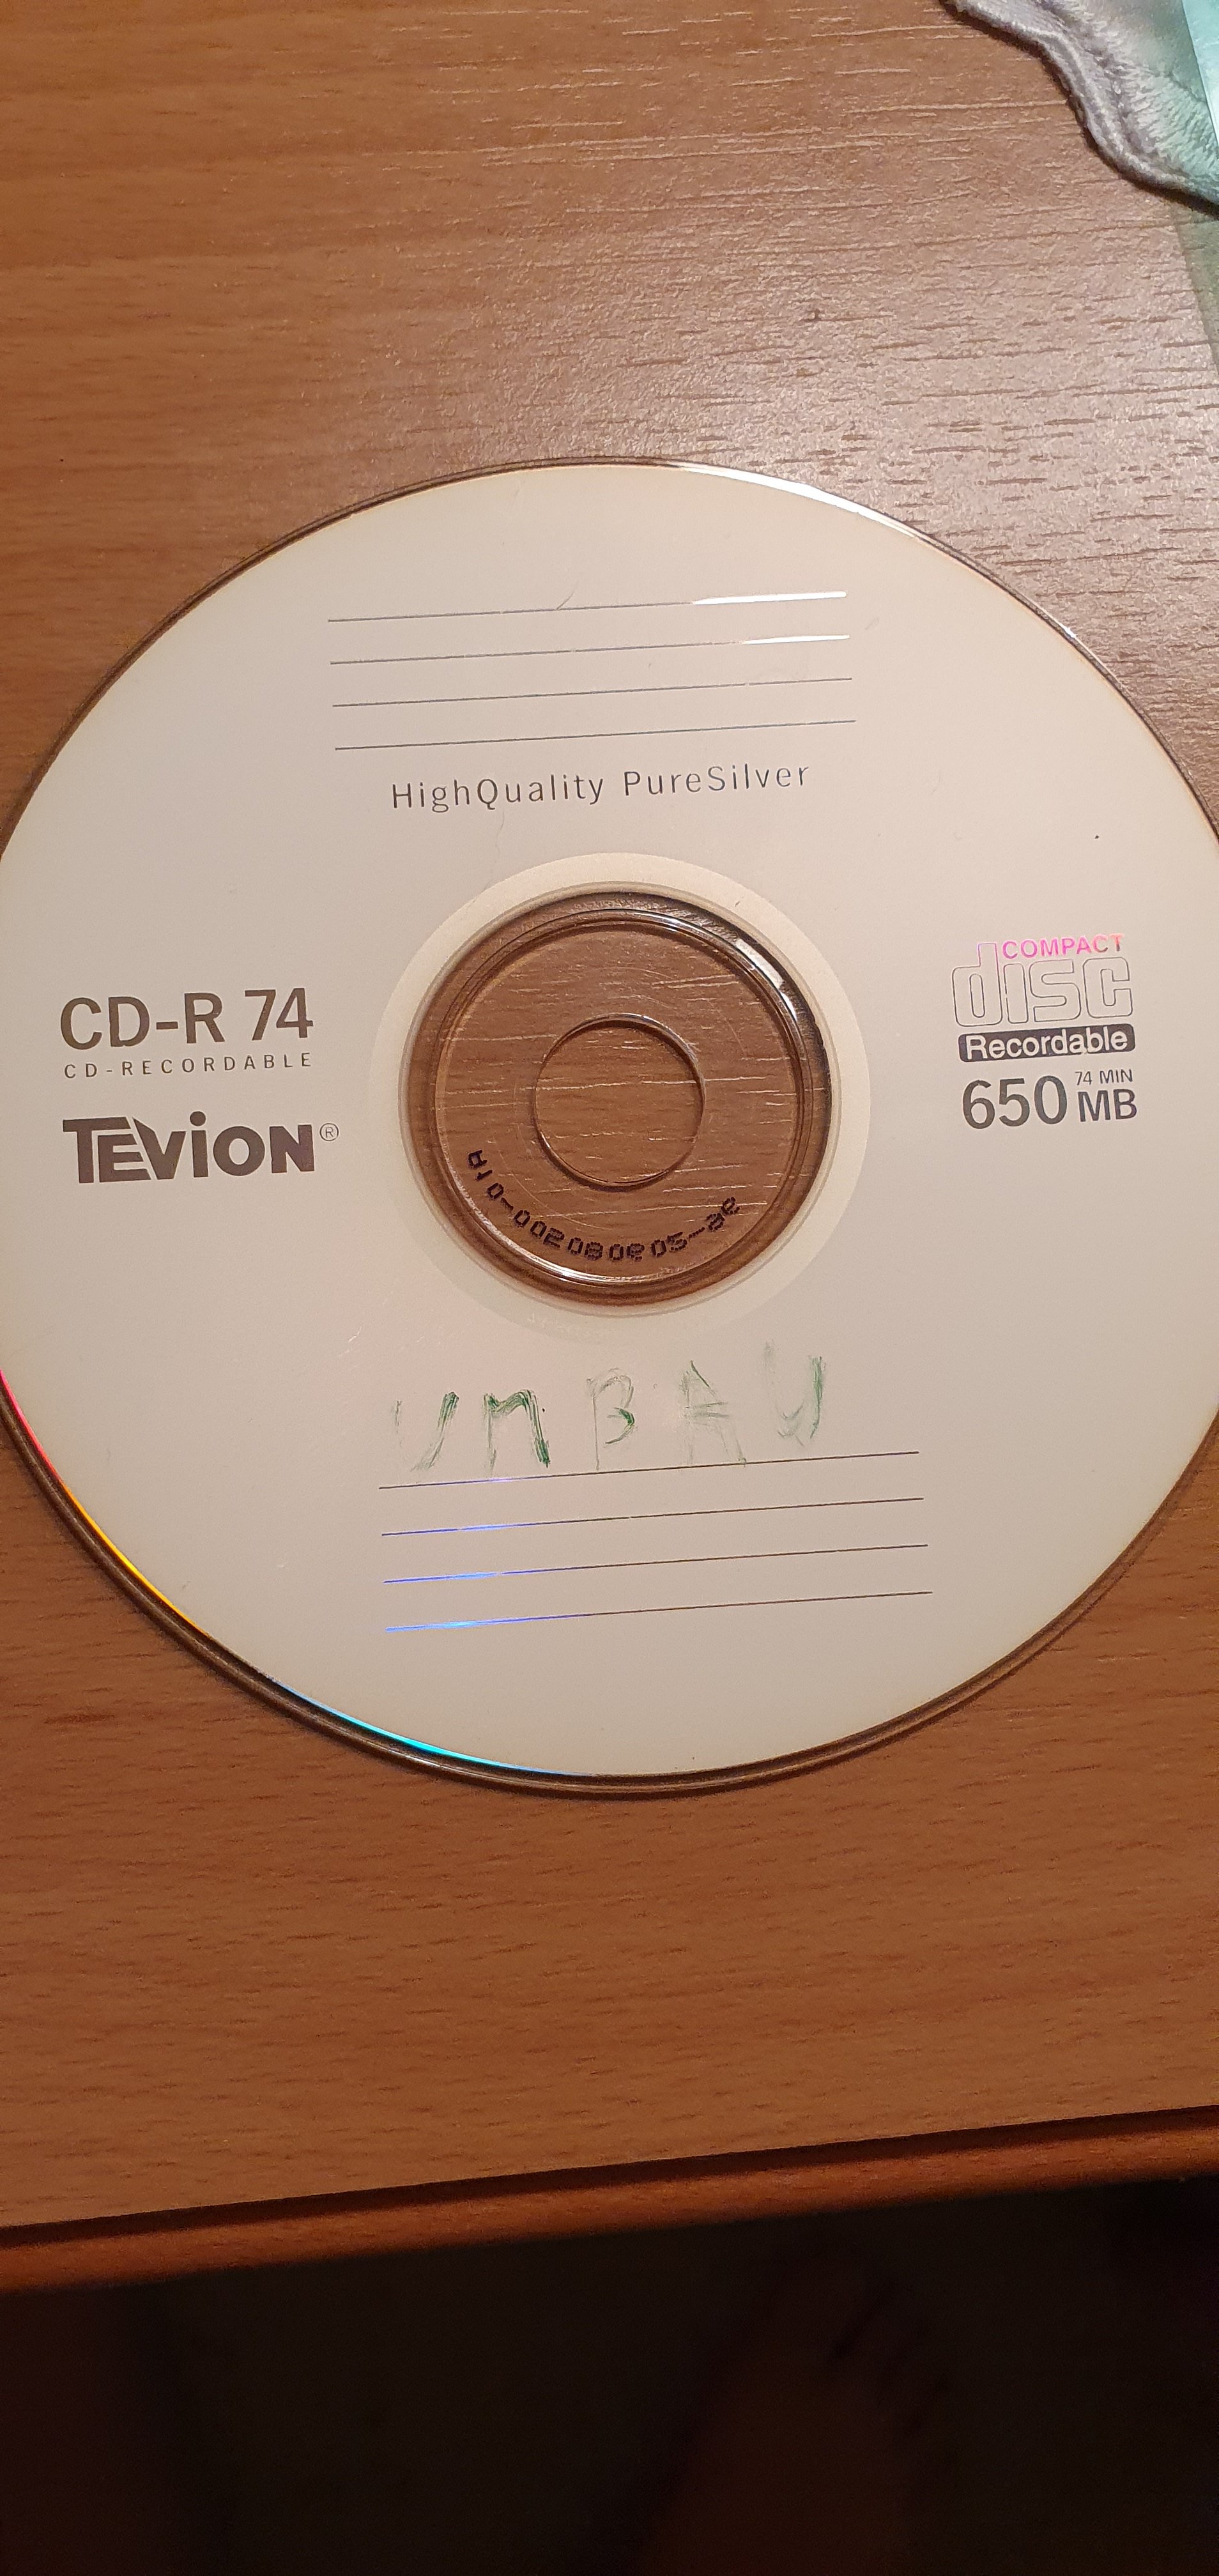 HighQuality PureSilver
CD-R 74
CD-RECORDABLE
TEVION®
COMPACT
disc
Recordable
650 74 MIN
MB
UMBAU